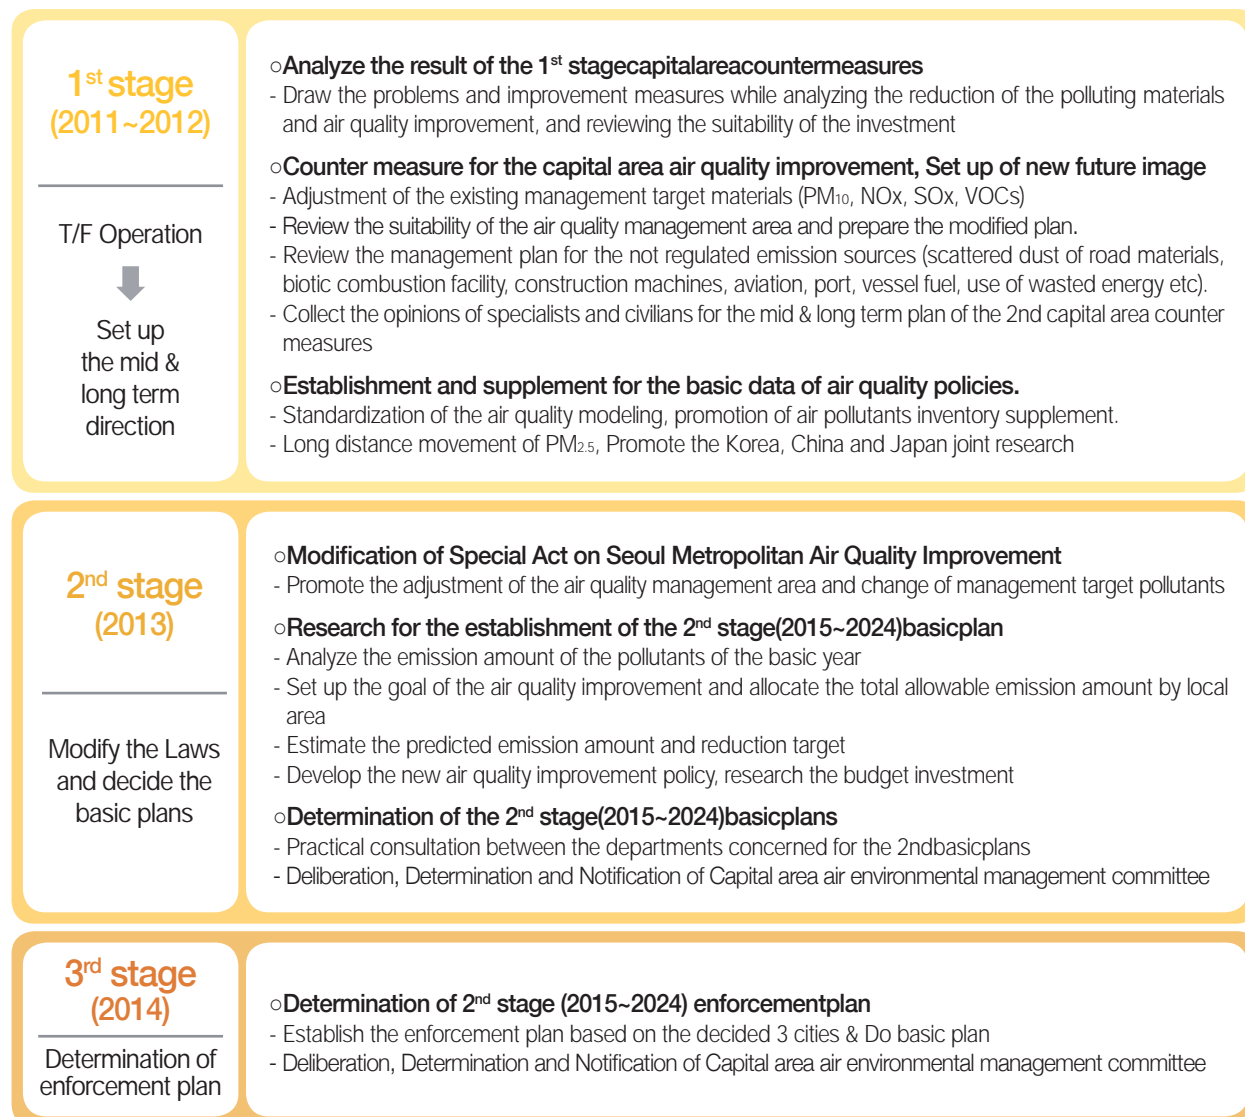 1st stage
(2011~2012)
T/F Operation
Set up
the mid &
long term
direction
○Analyze the result of the 1st stagecapitalareacountermeasures
- Draw the problems and improvement measures while analyzing the reduction of the polluting materials
and air quality improvement, and reviewing the suitability of the investment
○Counter measure for the capital area air quality improvement, Set up of new future image
- Adjustment of the existing management target materials (PM10, NOx, SOx, VOCs)
- Review the suitability of the air quality management area and prepare the modified plan.
- Review the management plan for the not regulated emission sources (scattered dust of road materials,
biotic combustion facility, construction machines, aviation, port, vessel fuel, use of wasted energy etc).
- Collect the opinions of specialists and civilians for the mid & long term plan of the 2nd capital area counter
measures
○Establishment and supplement for the basic data of air quality policies.
- Standardization of the air quality modeling, promotion of air pollutants inventory supplement.
- Long distance movement of PM2.5, Promote the Korea, China and Japan joint research
2nd stage
(2013)
Modify the Laws
and decide the
basic plans
○Modification of Special Act on Seoul Metropolitan Air Quality Improvement
- Promote the adjustment of the air quality management area and change of management target pollutants
○Research for the establishment of the 2nd stage(2015~2024)basicplan
- Analyze the emission amount of the pollutants of the basic year
- Set up the goal of the air quality improvement and allocate the total allowable emission amount by local
area
- Estimate the predicted emission amount and reduction target
- Develop the new air quality improvement policy, research the budget investment
○Determination of the 2nd stage(2015~2024)basicplans
- Practical consultation between the departments concerned for the 2ndbasicplans
- Deliberation, Determination and Notification of Capital area air environmental management committee
3rd stage
(2014)
Determination of
enforcement plan
○Determination of 2nd stage (2015~2024) enforcementplan
- Establish the enforcement plan based on the decided 3 cities & Do basic plan
- Deliberation, Determination and Notification of Capital area air environmental management committee